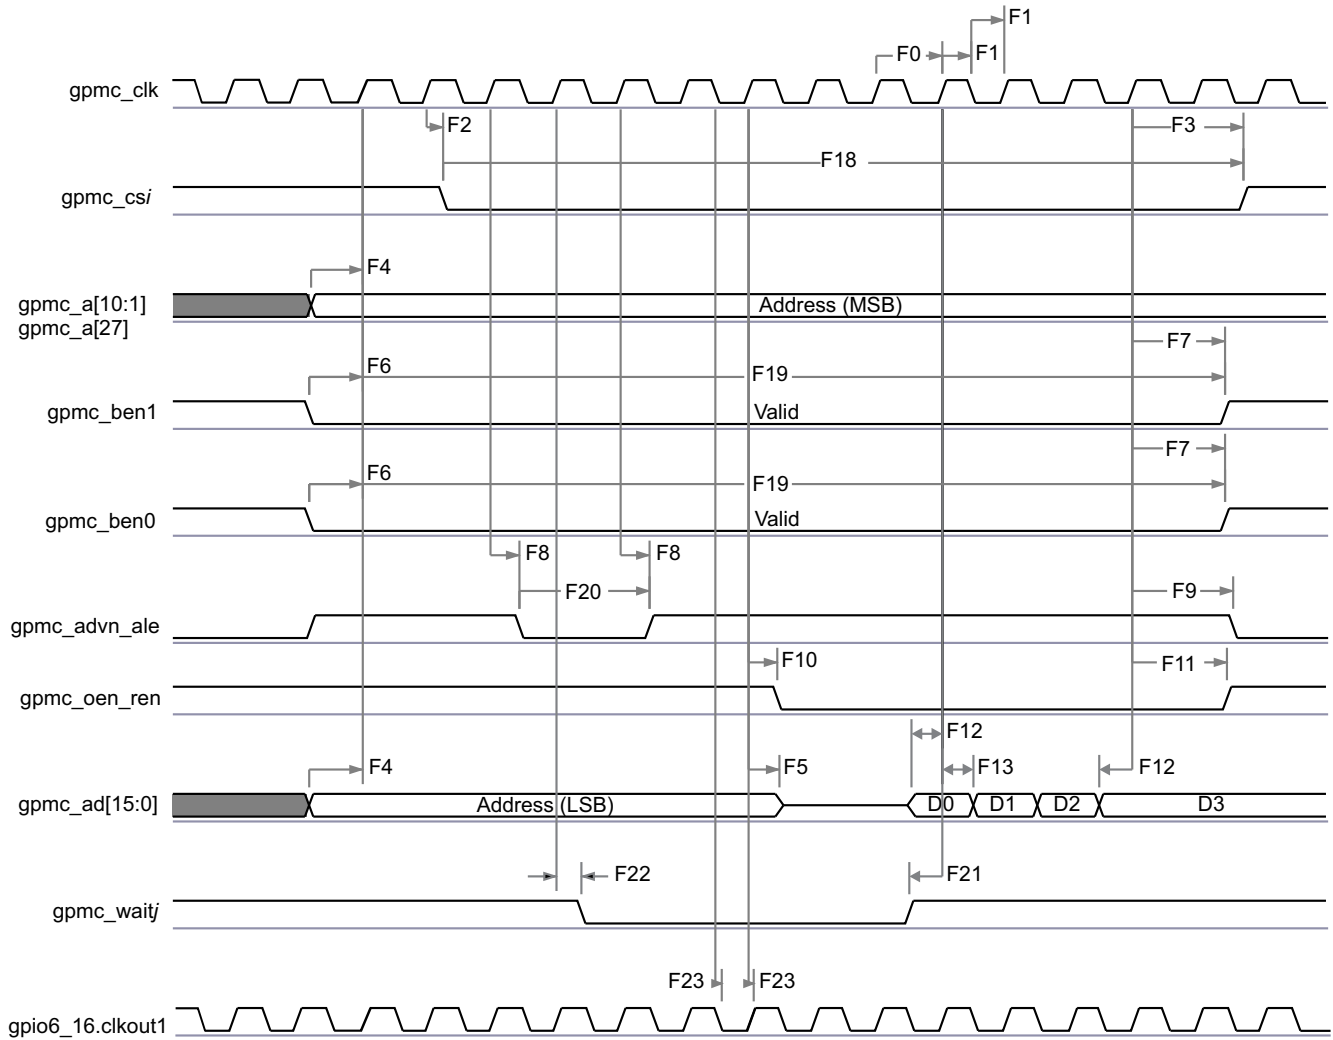 F1
F0
F1
gpmc_clk
F2
F3
F18
gpmc_csi
F4
gpmc_a[10:1]
Address (MSB)
gpmc_a[27]
F7
F6
F19
gpmc_ben1
Valid
F7
F6
F19
gpmc_ben0
Valid
F8
F8
F20
F9
gpmc_advn_ale
F10
F11
gpmc_oen_ren
F12
F4
F5
F13
F12
gpmc_ad[15:0]
Address (LSB)
D0
D1
D2
D3
F22
F21
gpmc_waitj
F23
F23
gpio6_16.clkout1